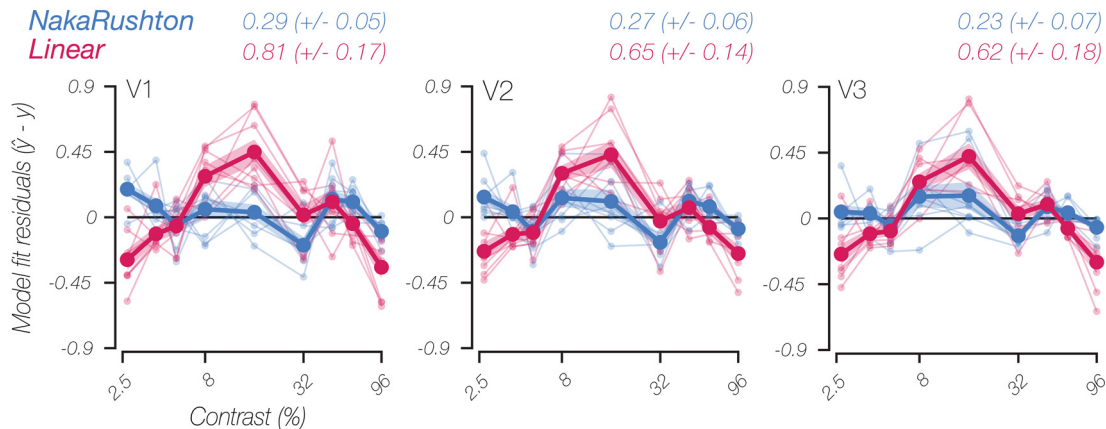 NakaRushton 0.29 (+/- 0.05) 0.27 (+/- 0.06) 0.23 (+/- 0.07)
Linear 0.81 (+/- 0.17) 0.65 (+/- 0.14) 0.62 (+/- 0.18)
V1 V2 V3
Model fit residuals (ŷ - y)
0.9 0.9 0.9
0.45 0.45 0.45
0 0 0
-0.45 -0.45 -0.45
-0.9 -0.9 -0.9
2.5 8 32 96 2.5 8 32 96 2.5 8 32 96
Contrast (%)